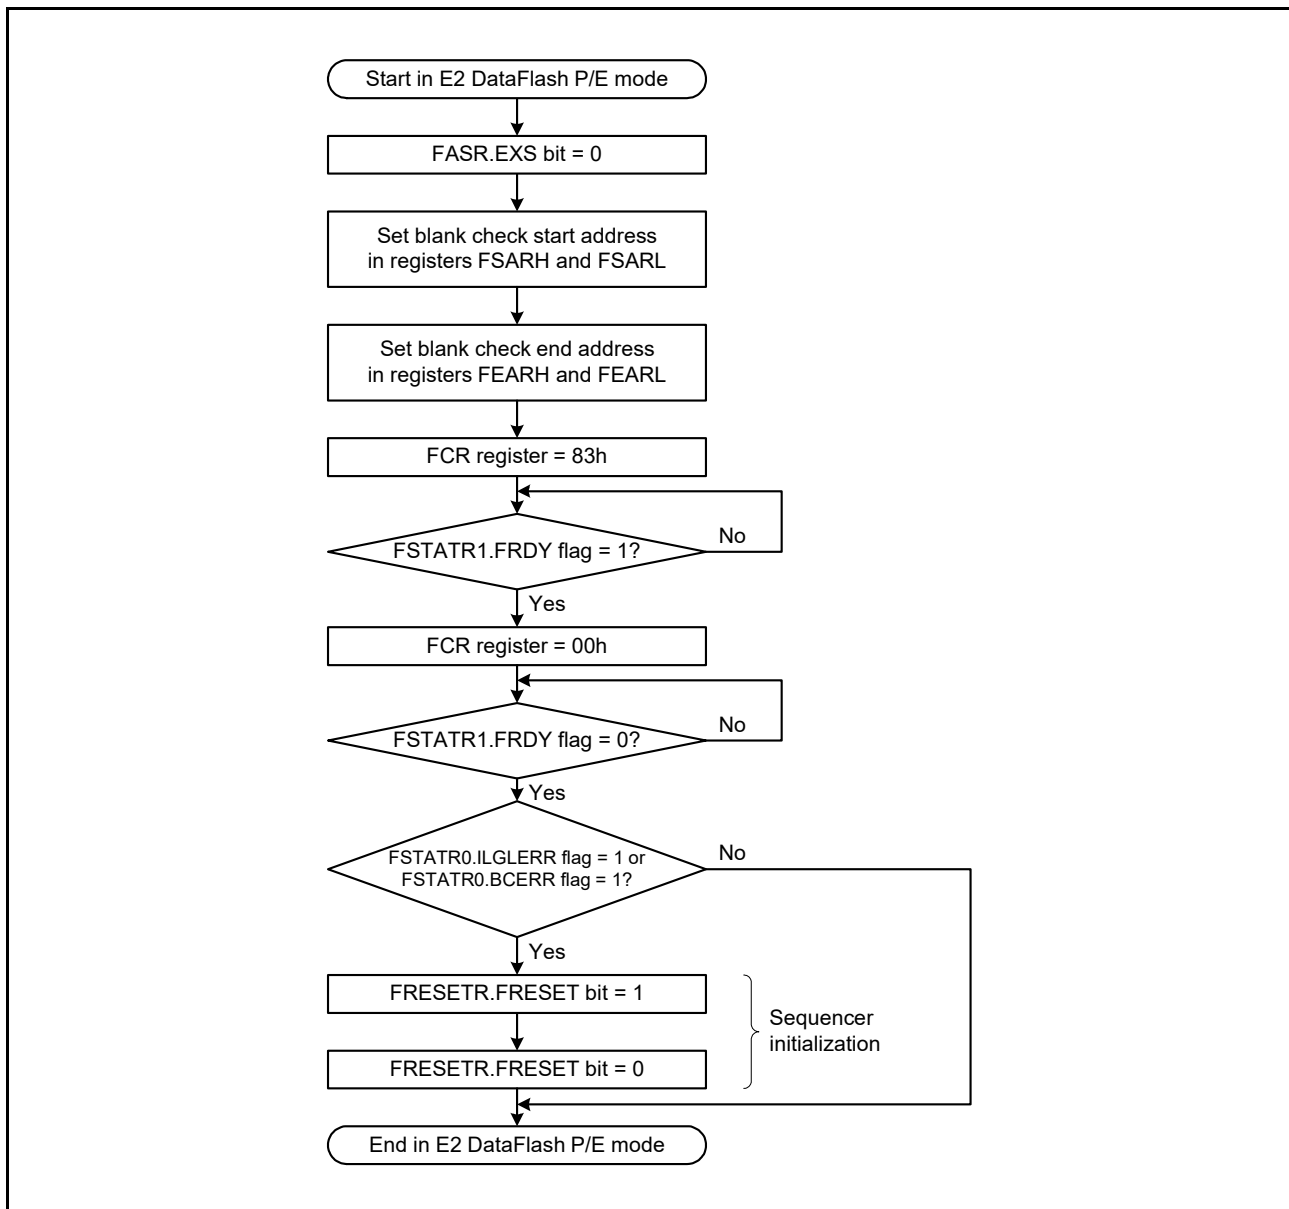 Start in E2 DataFlash P/E mode
FASR.EXS bit = 0
Set blank check start address
in registers FSARH and FSARL
Set blank check end address
in registers FEARH and FEARL
FCR register = 83h
FSTATR1.FRDY flag = 1?
No
Yes
FCR register = 00h
FSTATR1.FRDY flag = 0?
No
Yes
FSTATR0.ILGLERR flag = 1 or
FSTATR0.BCERR flag = 1?
No
Yes
FRESETR.FRESET bit = 1
FRESETR.FRESET bit = 0
Sequencer
initialization
End in E2 DataFlash P/E mode